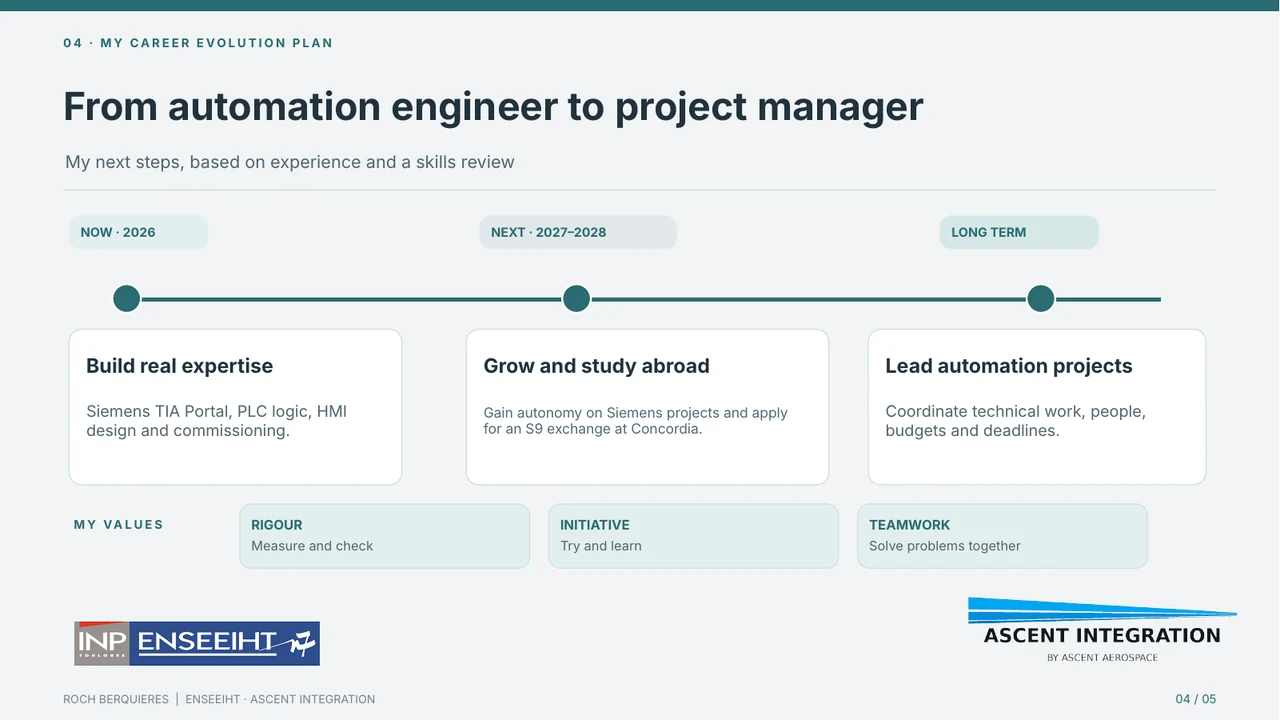 04 · MY CAREER EVOLUTION PLAN
From automation engineer to project manager
My next steps, based on experience and a skills review
NOW · 2026
NEXT · 2027–2028
LONG TERM
Build real expertise
Siemens TIA Portal, PLC logic, HMI
design and commissioning.
Grow and study abroad
Gain autonomy on Siemens projects and apply
for an S9 exchange at Concordia.
Lead automation projects
Coordinate technical work, people,
budgets and deadlines.
MY VALUES
RIGOUR
Measure and check
INITIATIVE
Try and learn
TEAMWORK
Solve problems together
INP ENSEEIHT
TOULOUSE
ASCENT INTEGRATION
BY ASCENT AEROSPACE
ROCH BERQUIERES | ENSEEIHT · ASCENT INTEGRATION
04 / 05